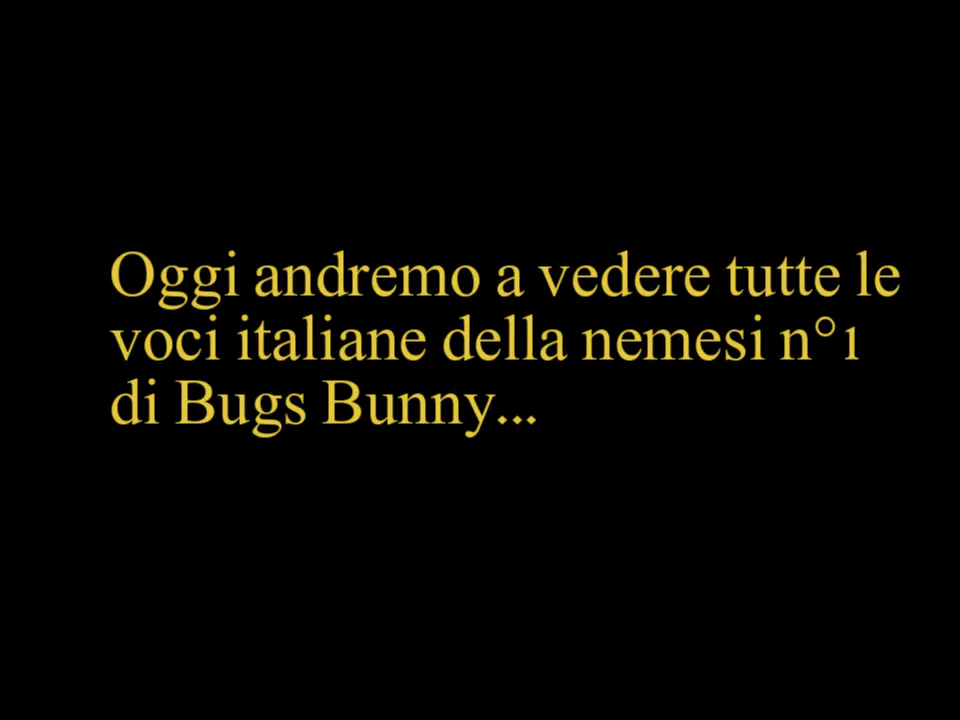 Oggi andremo a vedere tutte le
voci italiane della nemesi n°1
di Bugs Bunny...